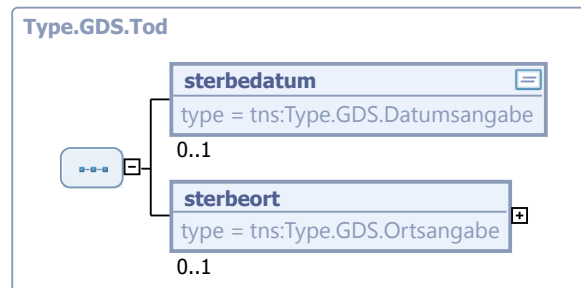 Type.GDS.Tod
sterbedatum
type = tns:Type.GDS.Datumsangabe
0..1
sterbeort
type = tns:Type.GDS.Ortsangabe
0..1